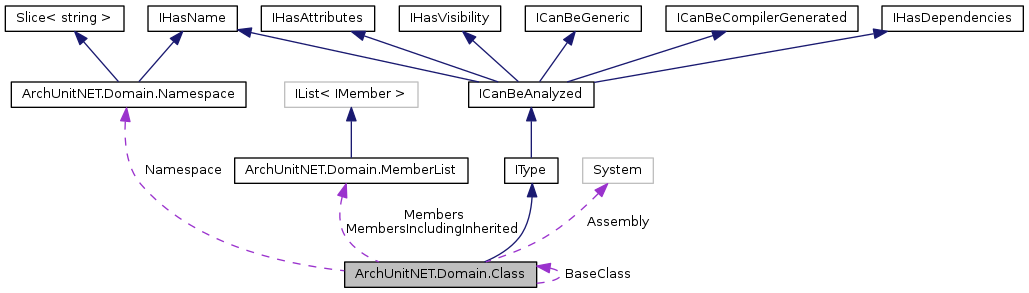 Slice< string >
IHasName
IHasAttributes
IHasVisibility
ICanBeGeneric
ICanBeCompilerGenerated
IHasDependencies
ArchUnitNET.Domain.Namespace
IList< IMember >
ICanBeAnalyzed
Namespace
ArchUnitNET.Domain.MemberList
IType
System
Members
MembersIncludingInherited
Assembly
ArchUnitNET.Domain.Class
BaseClass